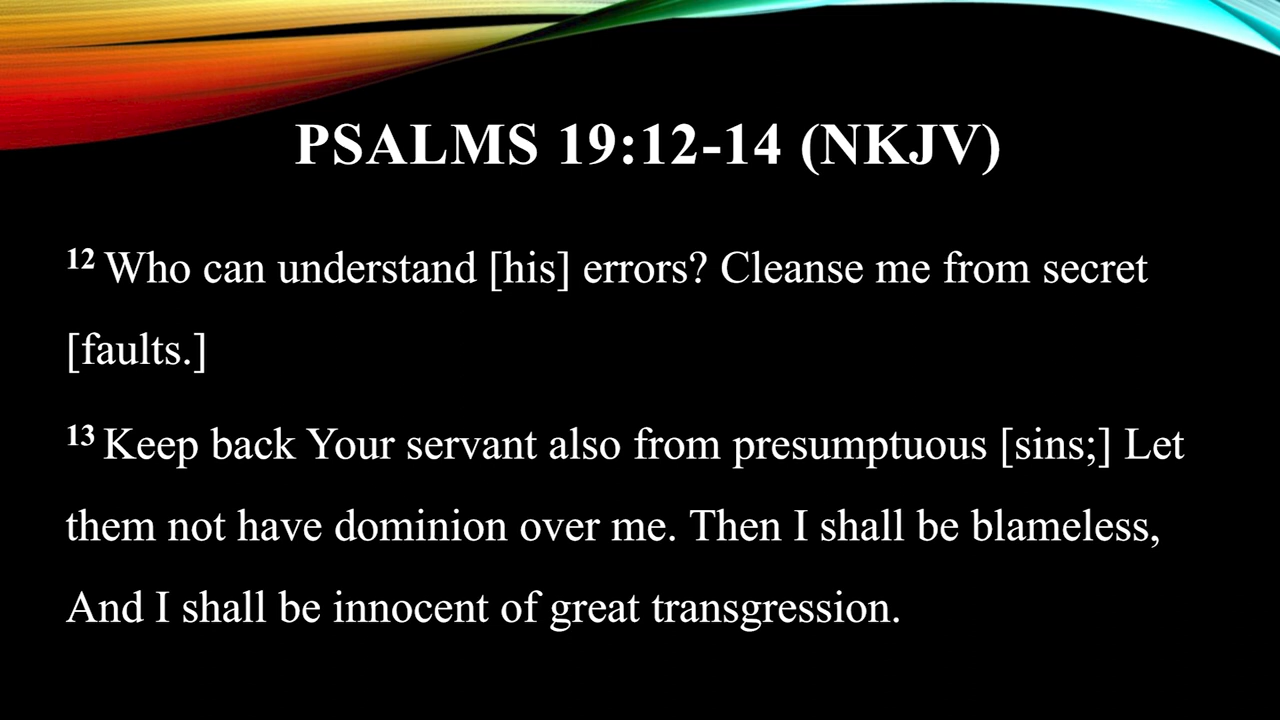 PSALMS 19:12-14 (NKJV)
12 Who can understand [his] errors? Cleanse me from secret
[faults.]
13 Keep back Your servant also from presumptuous [sins;] Let
them not have dominion over me. Then I shall be blameless,
And I shall be innocent of great transgression.